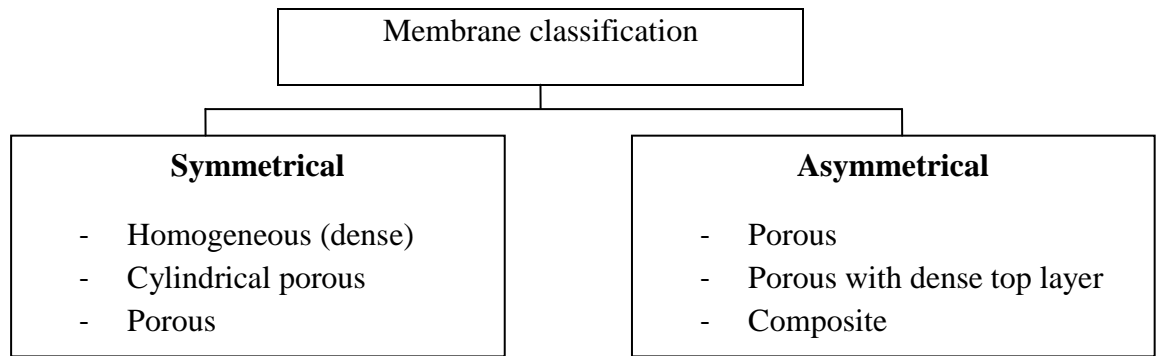 Membrane classification
Symmetrical
- Homogeneous (dense)
- Cylindrical porous
- Porous
Asymmetrical
- Porous
- Porous with dense top layer
- Composite